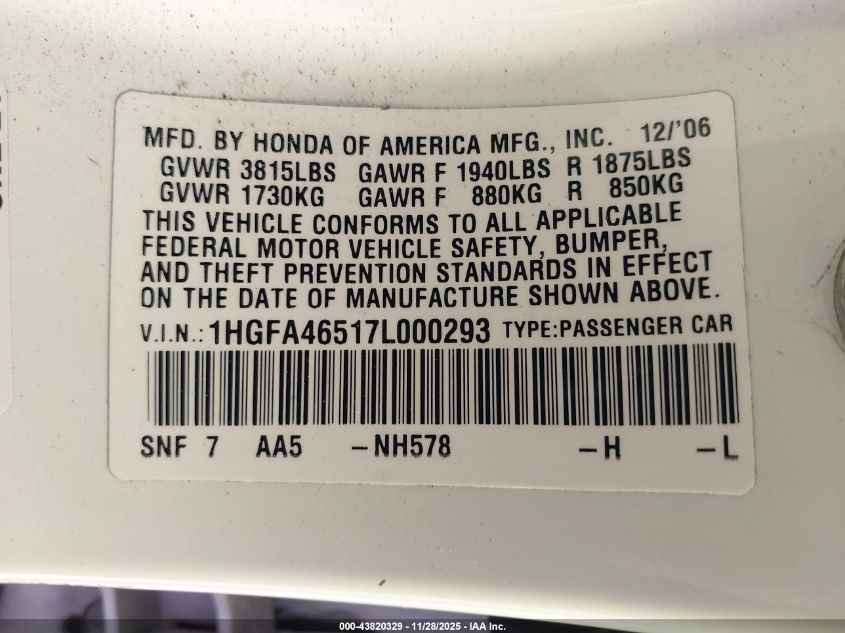 MFD. BY HONDA OF AMERICA MFG., INC. 12/'06
GVWR 3815LBS GAWR F 1940LBS R 1875LBS
GVWR 1730KG GAWR F 880KG R 850KG
THIS VEHICLE CONFORMS TO ALL APPLICABLE
FEDERAL MOTOR VEHICLE SAFETY, BUMPER,
AND THEFT PREVENTION STANDARDS IN EFFECT
ON THE DATE OF MANUFACTURE SHOWN ABOVE.
V.I.N.: 1HGFA46517L000293 TYPE:PASSENGER CAR
SNF 7 AA5 -NH578 -H -L
000-43820329 - 11/28/2025 - IAA Inc.